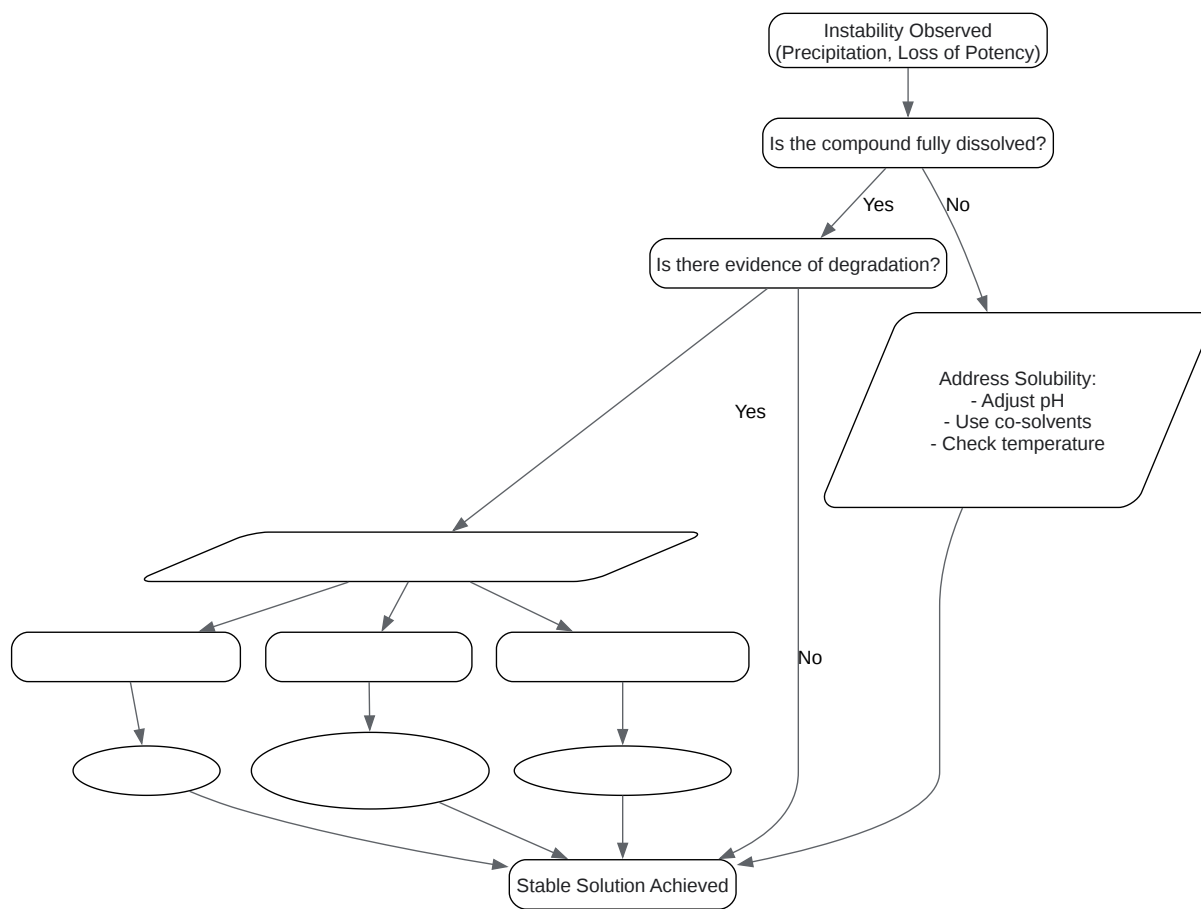 Instability Observed
(Precipitation, Loss of Potency)
Is the compound fully dissolved?
Yes
No
Is there evidence of degradation?
Address Solubility:
- Adjust pH
- Use co-solvents
- Check temperature
Yes
No
Stable Solution Achieved